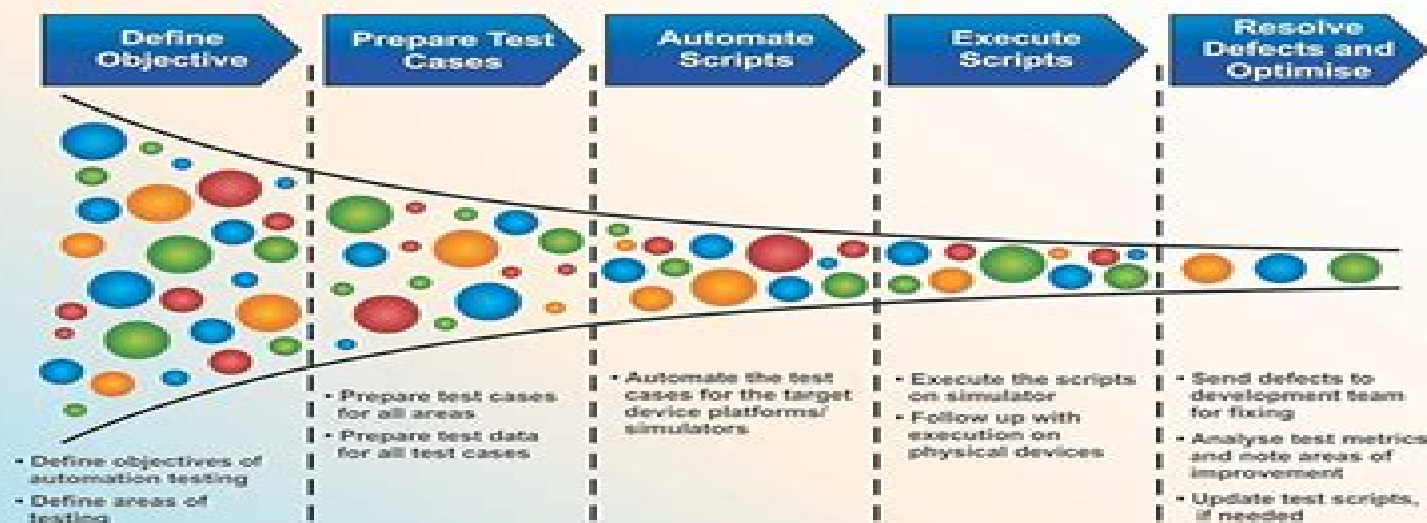 Define
Objective
Prepare Test
Cases
Automate
Scripts
Execute
Scripts
Resolve
Defects and
Optimise
• Define objectives of
automation testing
• Define areas of
testing
• Prepare test cases
for all areas
• Prepare test data
for all test cases
• Automate the test
cases for the target
device platforms/
simulators
• Execute the scripts
on simulator
• Follow up with
execution on
physical devices
• Send defects to
development team
for fixing
• Analyse test metrics
and note areas of
improvement
• Update test scripts,
if needed